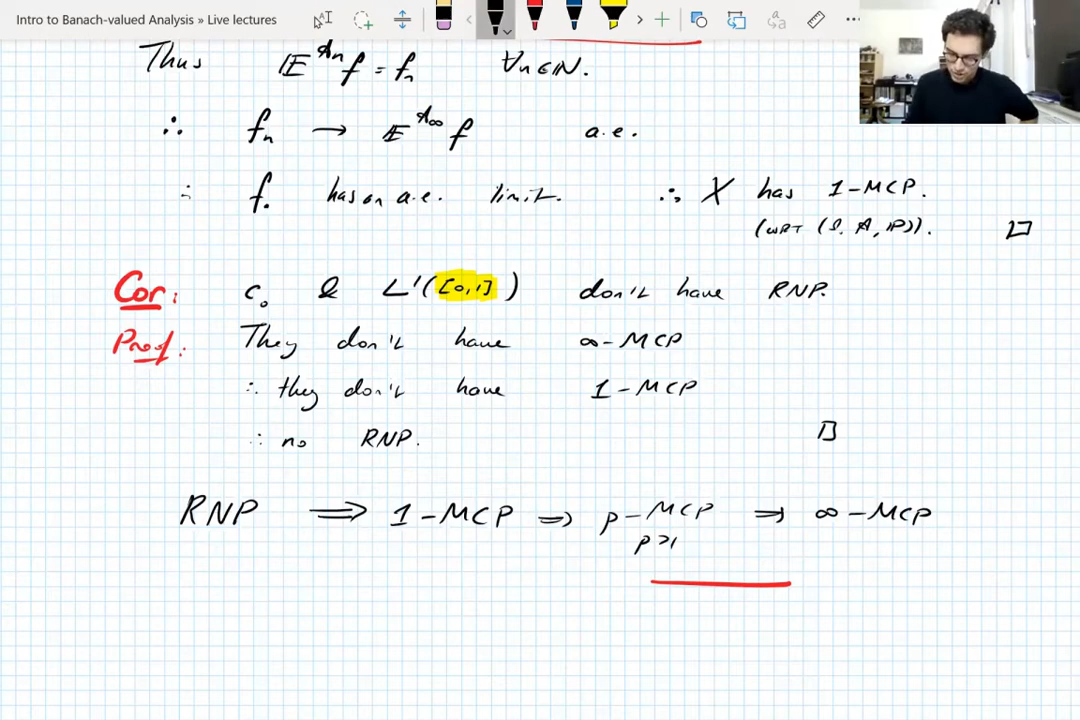 Intro to Banach-valued Analysis » Live lectures
Thus 𝔼^{𝒜ₙ} f = fₙ ∀n∈ℕ.
∴ fₙ → 𝔼^{𝒜∞} f a.e.
∴ f. has an a.e. limit. ∴ X has 1-MCP.
(WRT (Ω, 𝒜, ℙ)). □
Cor: c₀ & L¹([0,1]) don't have RNP.
Proof: They don't have ∞-MCP
∴ they don't have 1-MCP
∴ no RNP. □
RNP ⟹ 1-MCP ⟹ p-MCP ⟹ ∞-MCP
p>1